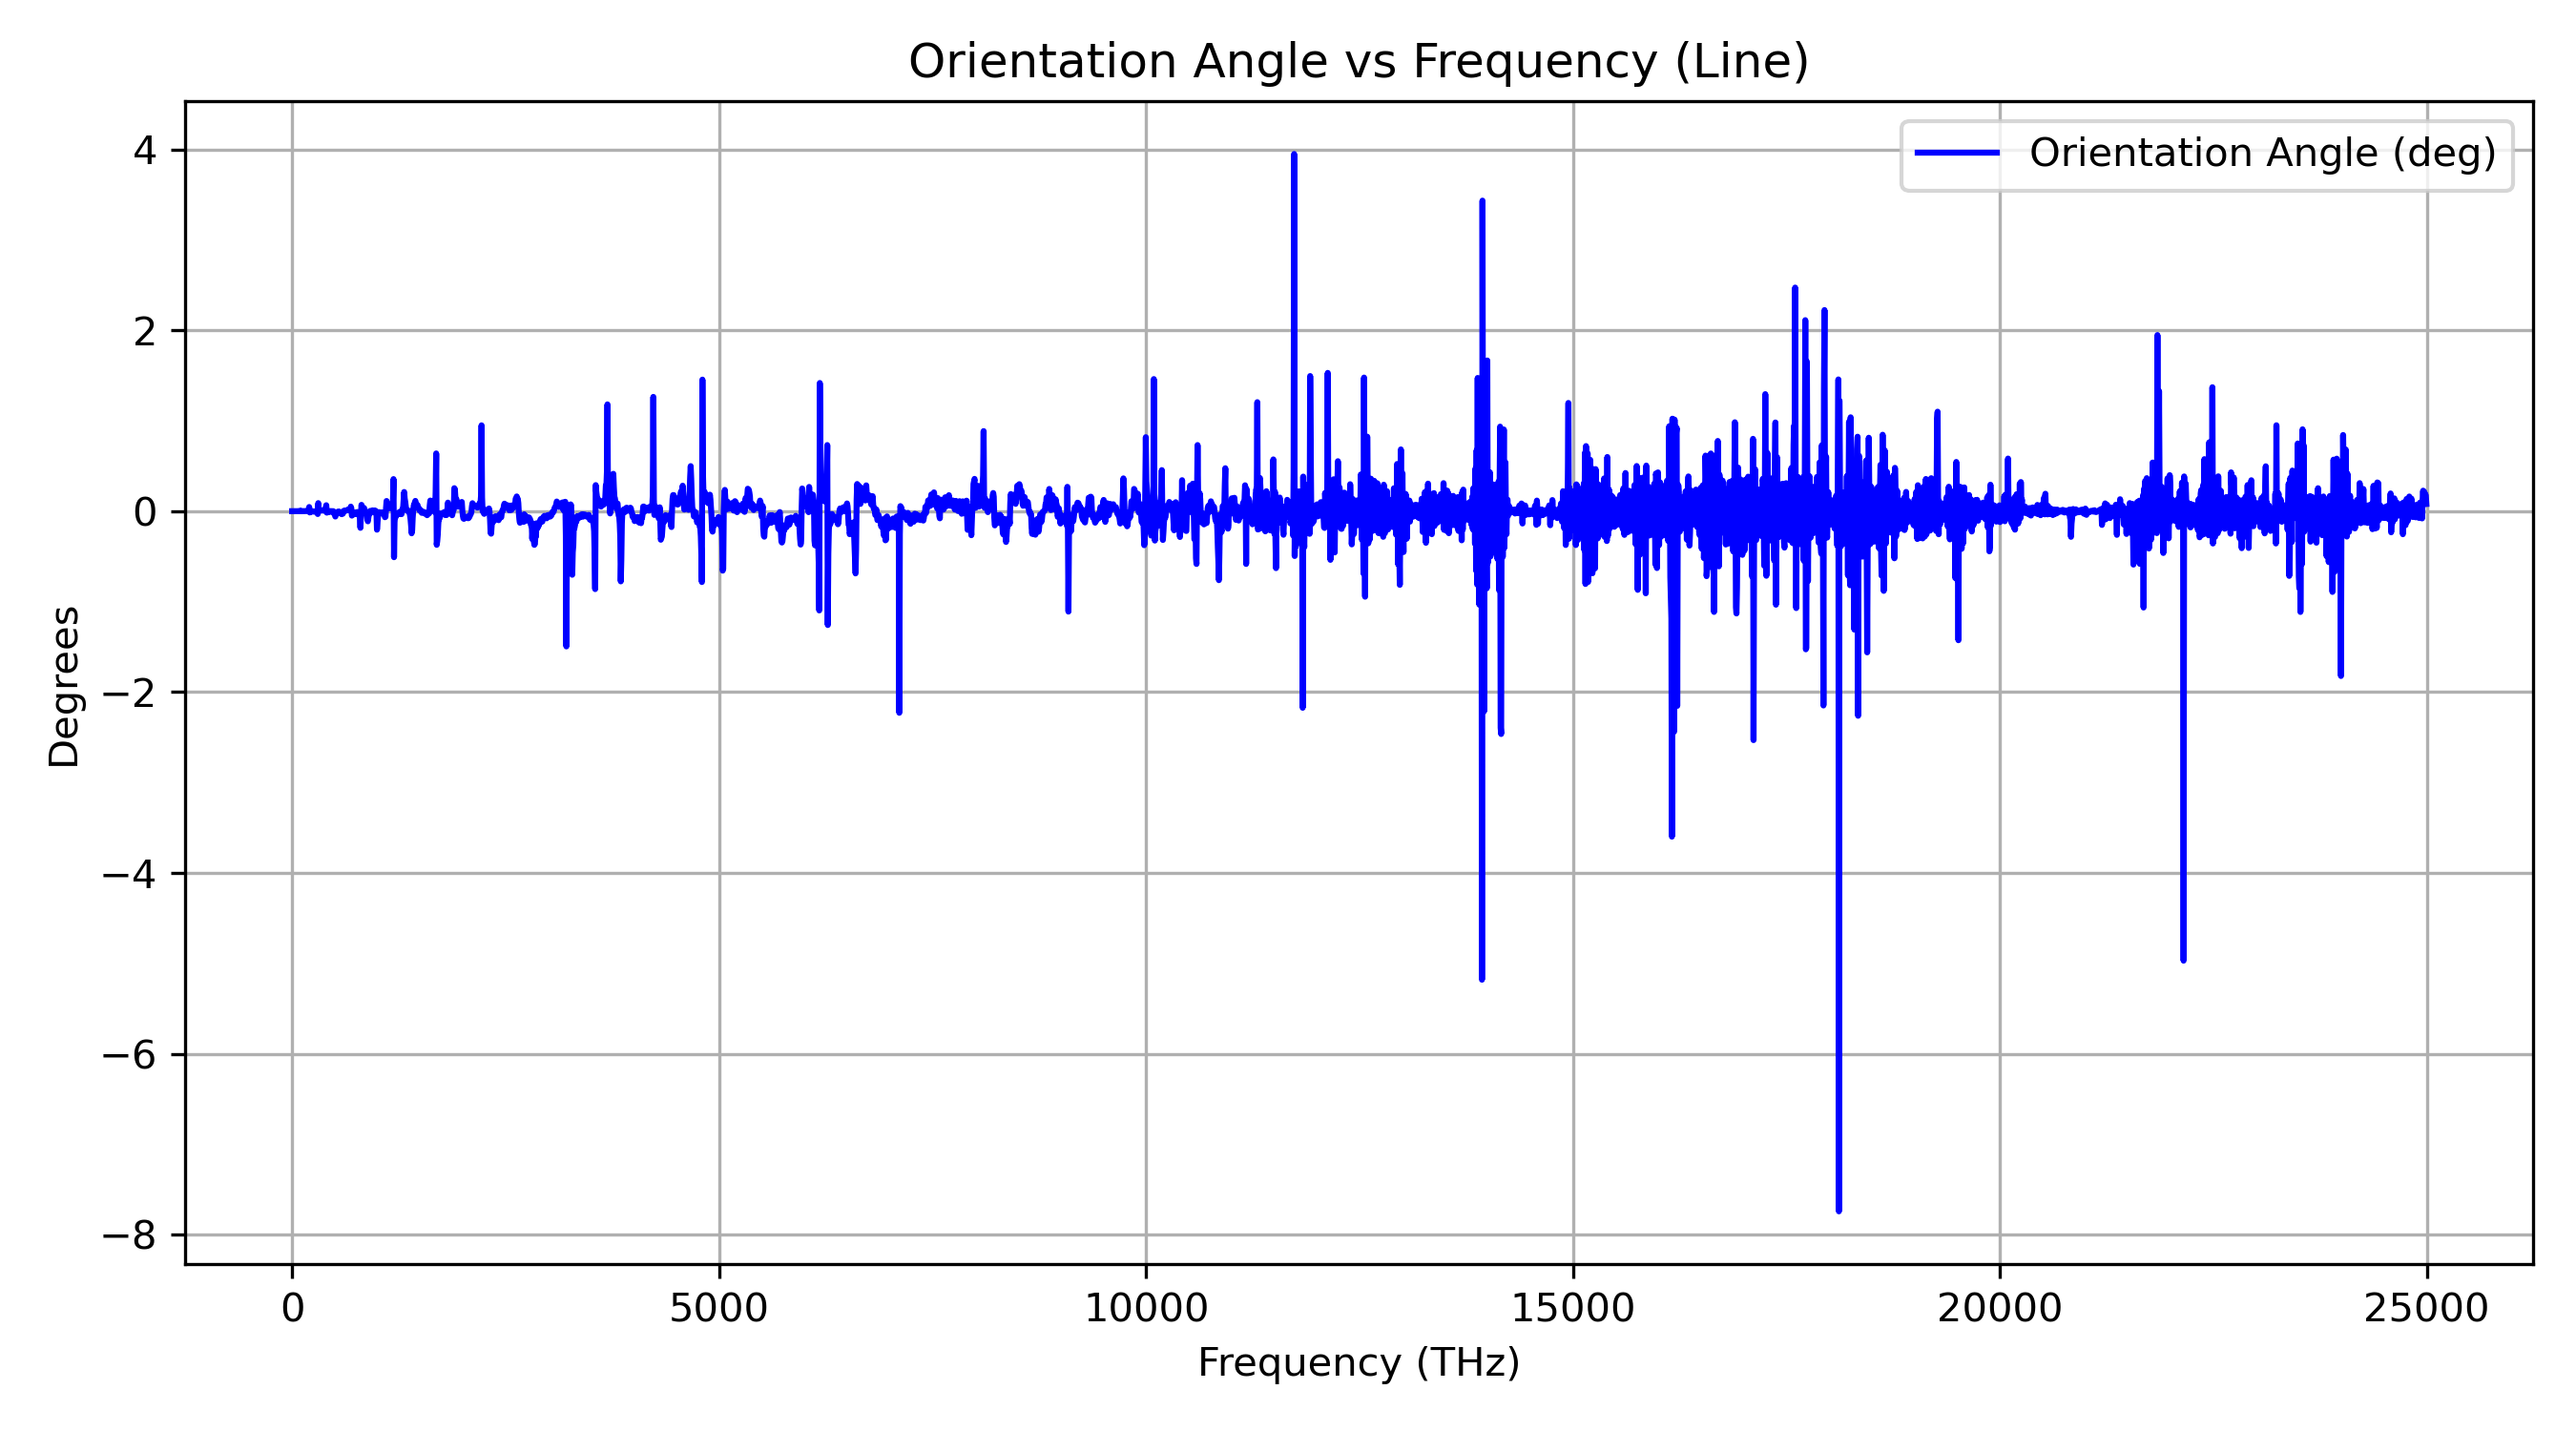 Orientation Angle vs Frequency (Line)
Orientation Angle (deg)
4
2
0
−2
−4
−6
−8
Degrees
0 5000 10000 15000 20000 25000
Frequency (THz)